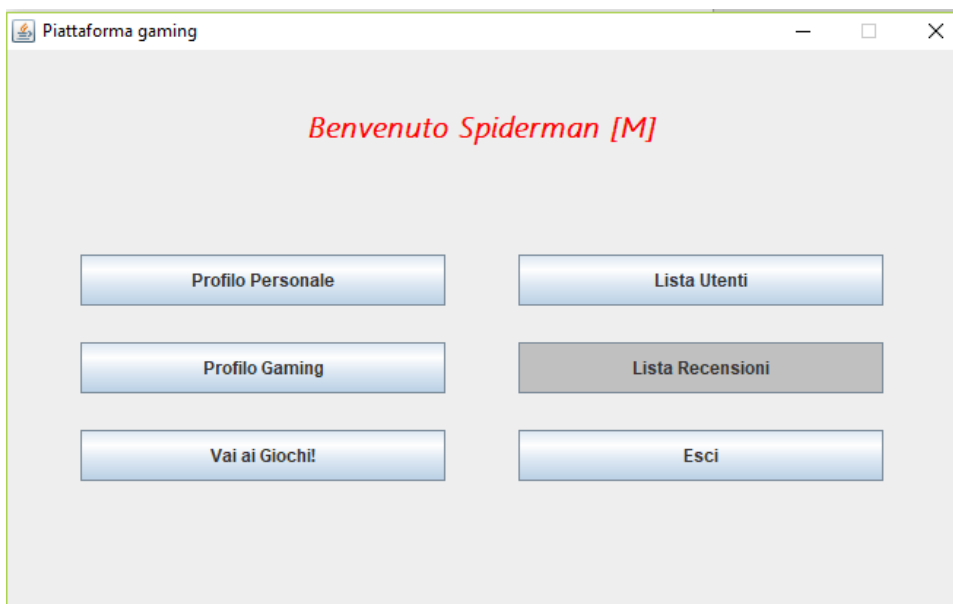 Piattaforma gaming
Benvenuto Spiderman [M]
Profilo Personale
Lista Utenti
Profilo Gaming
Lista Recensioni
Vai ai Giochi!
Esci